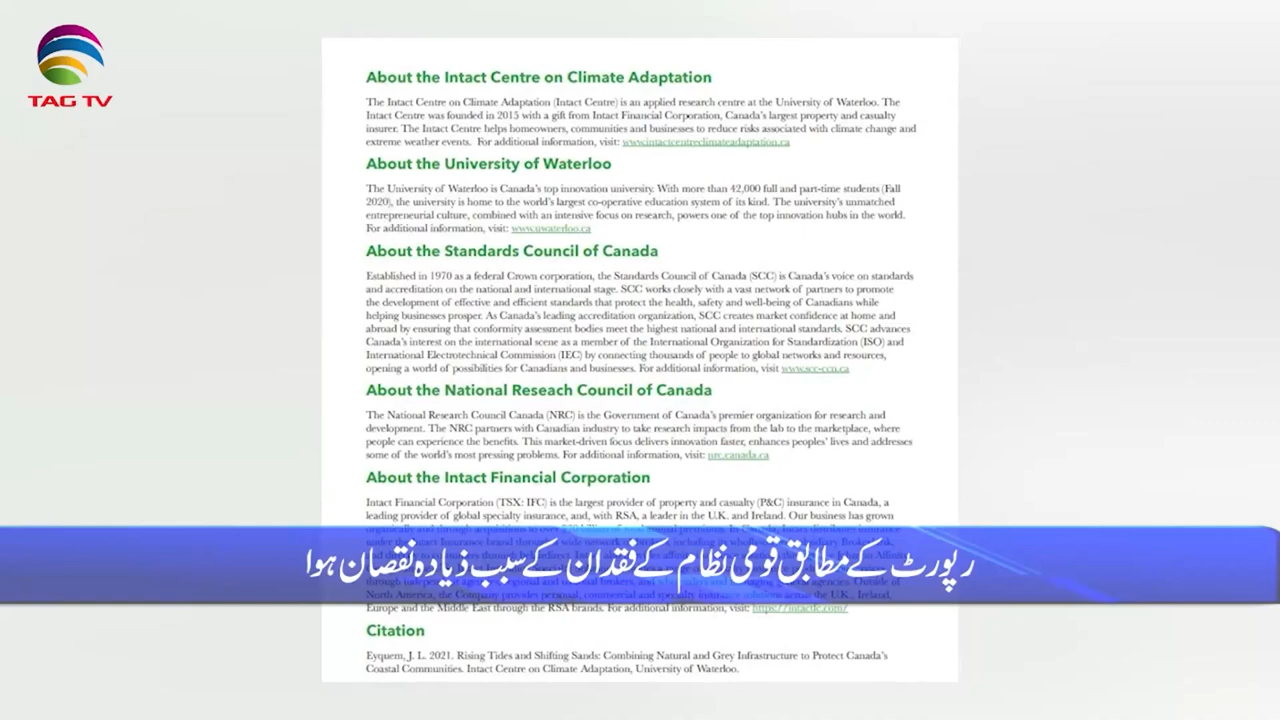 TAG TV
About the Intact Centre on Climate Adaptation
The Intact Centre on Climate Adaptation (Intact Centre) is an applied research centre at the University of Waterloo. The
Intact Centre was founded in 2015 with a gift from Intact Financial Corporation, Canada's largest property and casualty
insurer. The Intact Centre helps homeowners, communities and businesses to reduce risks associated with climate change and
extreme weather events. For additional information, visit: www.intactcentreclimateadaptation.ca
About the University of Waterloo
The University of Waterloo is Canada's top innovation university. With more than 42,000 full and part-time students (Fall
2020), the university is home to the world's largest co-operative education system of its kind. The university's unmatched
entrepreneurial culture, combined with an intensive focus on research, powers one of the top innovation hubs in the world.
For additional information, visit: www.uwaterloo.ca
About the Standards Council of Canada
Established in 1970 as a federal Crown corporation, the Standards Council of Canada (SCC) is Canada's voice on standards
and accreditation on the national and international stage. SCC works closely with a vast network of partners to promote
the development of effective and efficient standards that protect the health, safety and well-being of Canadians while
helping businesses prosper. As Canada's leading accreditation organization, SCC creates market confidence at home and
abroad by ensuring that conformity assessment bodies meet the highest national and international standards. SCC advances
Canada's interest on the international scene as a member of the International Organization for Standardization (ISO) and
International Electrotechnical Commission (IEC) by connecting thousands of people to global networks and resources,
opening a world of possibilities for Canadians and businesses. For additional information, visit www.scc-ccn.ca
About the National Reseach Council of Canada
The National Research Council Canada (NRC) is the Government of Canada's premier organization for research and
development. The NRC partners with Canadian industry to take research impacts from the lab to the marketplace, where
people can experience the benefits. This market-driven focus delivers innovation faster, enhances peoples' lives and addresses
some of the world's most pressing problems. For additional information, visit: nrc.canada.ca
About the Intact Financial Corporation
Intact Financial Corporation (TSX: IFC) is the largest provider of property and casualty (P&C) insurance in Canada, a
leading provider of global specialty insurance, and, with RSA, a leader in the U.K. and Ireland. Our business has grown
رپورٹ کے مطابق قومی نظام کے فقدان کے سبب زیادہ نقصان ہوا
North America, the Company provides personal, commercial and specialty insurance solutions across the U.K., Ireland,
Europe and the Middle East through the RSA brands. For additional information, visit: https://intactfc.com/
Citation
Eyquem, J. L. 2021. Rising Tides and Shifting Sands: Combining Natural and Grey Infrastructure to Protect Canada's
Coastal Communities. Intact Centre on Climate Adaptation, University of Waterloo.